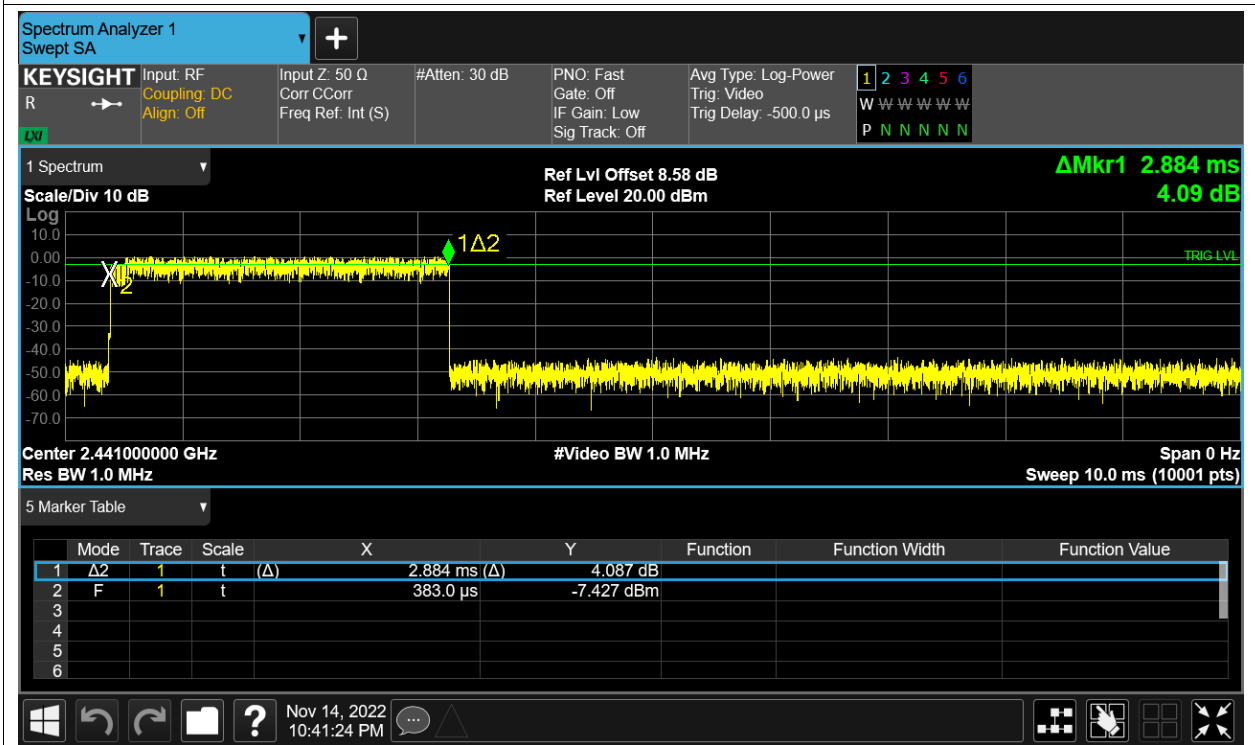 Spectrum Analyzer 1
Swept SA
KEYSIGHT Input: RF Input Z: 50 Ω #Atten: 30 dB PNO: Fast Avg Type: Log-Power 1 2 3 4 5 6
R Coupling: DC Corr CCorr Gate: Off Trig: Video W W W W W W
Align: Off Freq Ref: Int (S) IF Gain: Low Trig Delay: -500.0 µs
LXI Sig Track: Off P N N N N N
1 Spectrum Ref Lvl Offset 8.58 dB ΔMkr1 2.884 ms
Scale/Div 10 dB Ref Level 20.00 dBm 4.09 dB
Log
10.0
1Δ2
0.00
TRIG LVL
-10.0
2
-20.0
-30.0
-40.0
-50.0
-60.0
-70.0
Center 2.441000000 GHz #Video BW 1.0 MHz Span 0 Hz
Res BW 1.0 MHz Sweep 10.0 ms (10001 pts)
5 Marker Table
Mode Trace Scale X Y Function Function Width Function Value
1 Δ2 1 t (Δ) 2.884 ms (Δ) 4.087 dB
2 F 1 t 383.0 µs -7.427 dBm
3
4
5
6
? Nov 14, 2022
10:41:24 PM